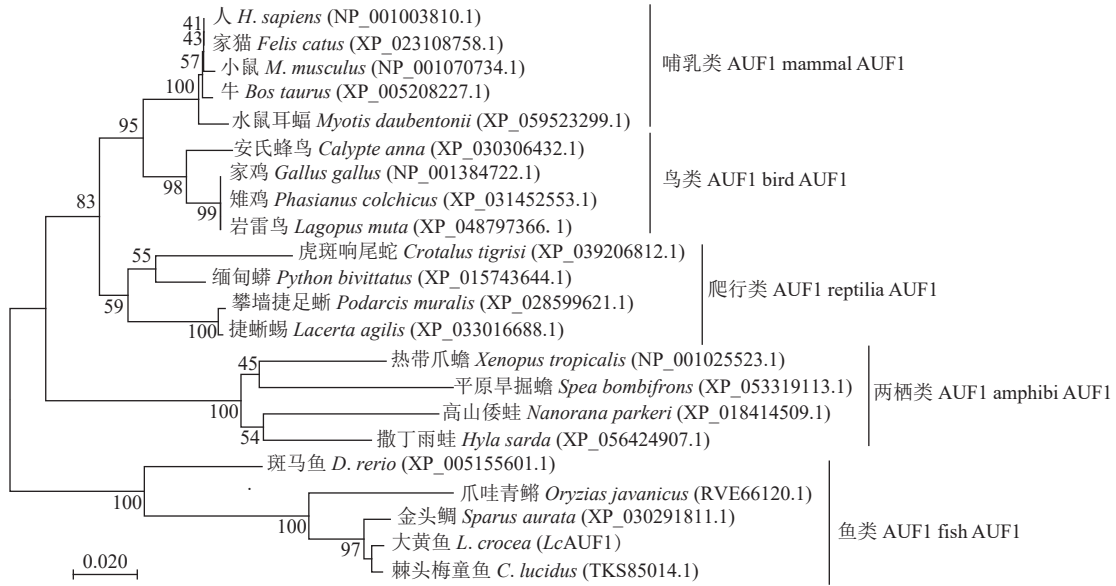 41
人 H. sapiens (NP_001003810.1)
43
家猫 Felis catus (XP_023108758.1)
57
小鼠 M. musculus (NP_001070734.1)
哺乳类 AUF1 mammal AUF1
100
牛 Bos taurus (XP_005208227.1)
水鼠耳蝠 Myotis daubentonii (XP_059523299.1)
95
安氏蜂鸟 Calypte anna (XP_030306432.1)
家鸡 Gallus gallus (NP_001384722.1)
鸟类 AUF1 bird AUF1
98
雉鸡 Phasianus colchicus (XP_031452553.1)
83
99
岩雷鸟 Lagopus muta (XP_048797366. 1)
55
虎斑响尾蛇 Crotalus tigrisi (XP_039206812.1)
缅甸蟒 Python bivittatus (XP_015743644.1)
爬行类 AUF1 reptilia AUF1
59
攀墙捷足蜥 Podarcis muralis (XP_028599621.1)
100
捷蜥蜴 Lacerta agilis (XP_033016688.1)
45
热带爪蟾 Xenopus tropicalis (NP_001025523.1)
平原旱掘蟾 Spea bombifrons (XP_053319113.1)
两栖类 AUF1 amphibi AUF1
100
高山倭蛙 Nanorana parkeri (XP_018414509.1)
54
撒丁雨蛙 Hyla sarda (XP_056424907.1)
斑马鱼 D. rerio (XP_005155601.1)
100
爪哇青鳉 Oryzias javanicus (RVE66120.1)
100
金头鲷 Sparus aurata (XP_030291811.1)
鱼类 AUF1 fish AUF1
97
大黄鱼 L. crocea (LcAUF1)
棘头梅童鱼 C. lucidus (TKS85014.1)
0.020